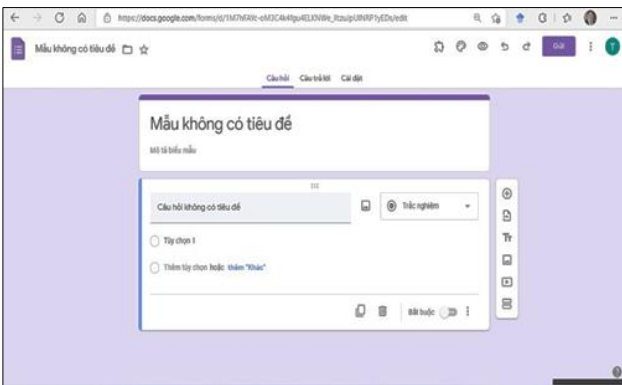 Mẫu không có tiêu đề
Gửi
T
Câu hỏi Câu trả lời Cài đặt
Mẫu không có tiêu đề
Mô tả biểu mẫu
Câu hỏi không có tiêu đề
Trắc nghiệm
Tùy chọn 1
Thêm tùy chọn hoặc thêm "Khác"
Bắt buộc
Tr